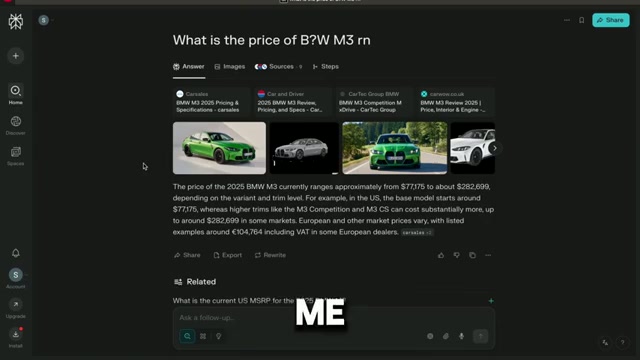 S
Share
What is the price of B?W M3 rn
Answer
Images
Sources · 9
Steps
Carsales
BMW M3 2025 Pricing &
Specifications - carsales
Car and Driver
2025 BMW M3 Review,
Pricing, and Specs - Car...
CarTec Group BMW
BMW M3 Competition M
xDrive - CarTec Group
carwow.co.uk
BMW M3 Review 2025 |
Price, Interior & Engine -
The price of the 2025 BMW M3 currently ranges approximately from $77,175 to about $282,699,
depending on the variant and trim level. For example, in the US, the base model starts around
$77,175, whereas higher trims like the M3 Competition and M3 CS can cost substantially more, up
to around $282,699 in some markets. European and other market prices vary, with listed
examples around €104,764 including VAT in some European dealers. carsales
Share
Export
Rewrite
Related
What is the current US MSRP for the
ME
Ask a follow-up...
Home
Discover
Spaces
S
Account
Upgrade
Install